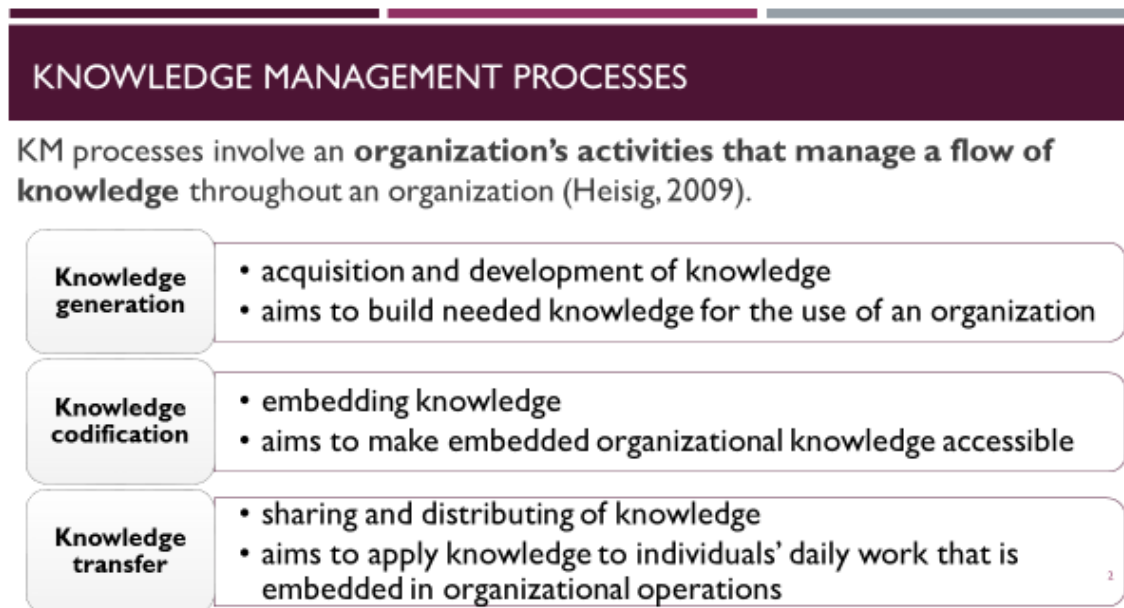 KNOWLEDGE MANAGEMENT PROCESSES
KM processes involve an organization's activities that manage a flow of
knowledge throughout an organization (Heisig, 2009).
Knowledge
generation
• acquisition and development of knowledge
• aims to build needed knowledge for the use of an organization
Knowledge
codification
• embedding knowledge
• aims to make embedded organizational knowledge accessible
Knowledge
transfer
• sharing and distributing of knowledge
• aims to apply knowledge to individuals' daily work that is
embedded in organizational operations
2